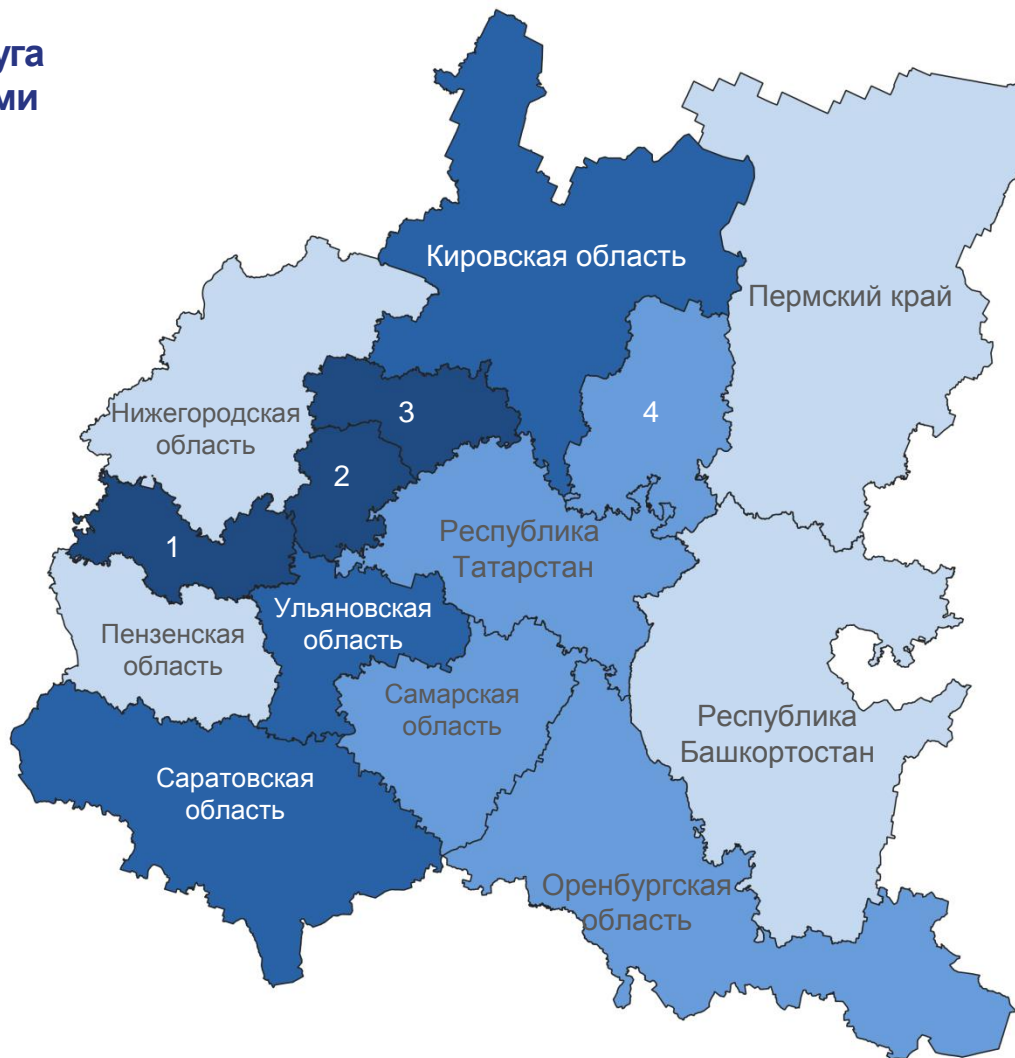 уга
ми
Кировская область
Пермский край
Нижегородская
область
3
4
2
1
Республика
Татарстан
Ульяновская
область
Пензенская
область
Самарская
область
Республика
Башкортостан
Саратовская
область
Оренбургская
область